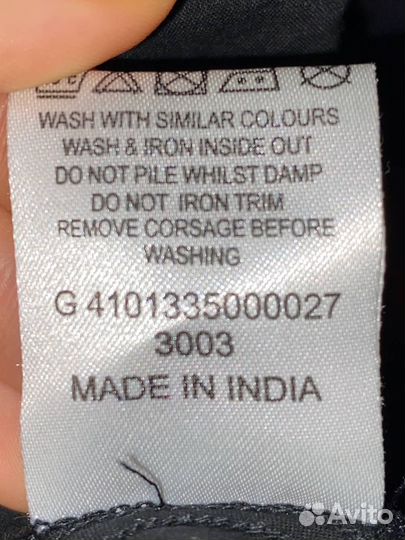 WASH WITH SIMILAR COLOURS
WASH & IRON INSIDE OUT
DO NOT PILE WHILST DAMP
DO NOT IRON TRIM
REMOVE CORSAGE BEFORE
WASHING
G 4101335000027
3003
MADE IN INDIA
Avito